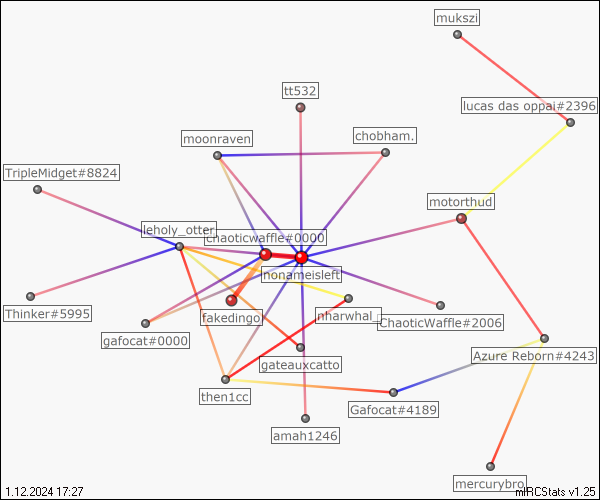 mukszi
tt532
lucas das oppai#2396
moonraven
chobham.
TripleMidget#8824
motorthud
leholy_otter
chaoticwaffle#0000
nonameisleft
Thinker#5995
fakedingo
nharwhal_
ChaoticWaffle#2006
gafocat#0000
gateauxcatto
Azure Reborn#4243
then1cc
Gafocat#4189
amah1246
mercurybro
1.12.2024 17:27
mIRCStats v1.25